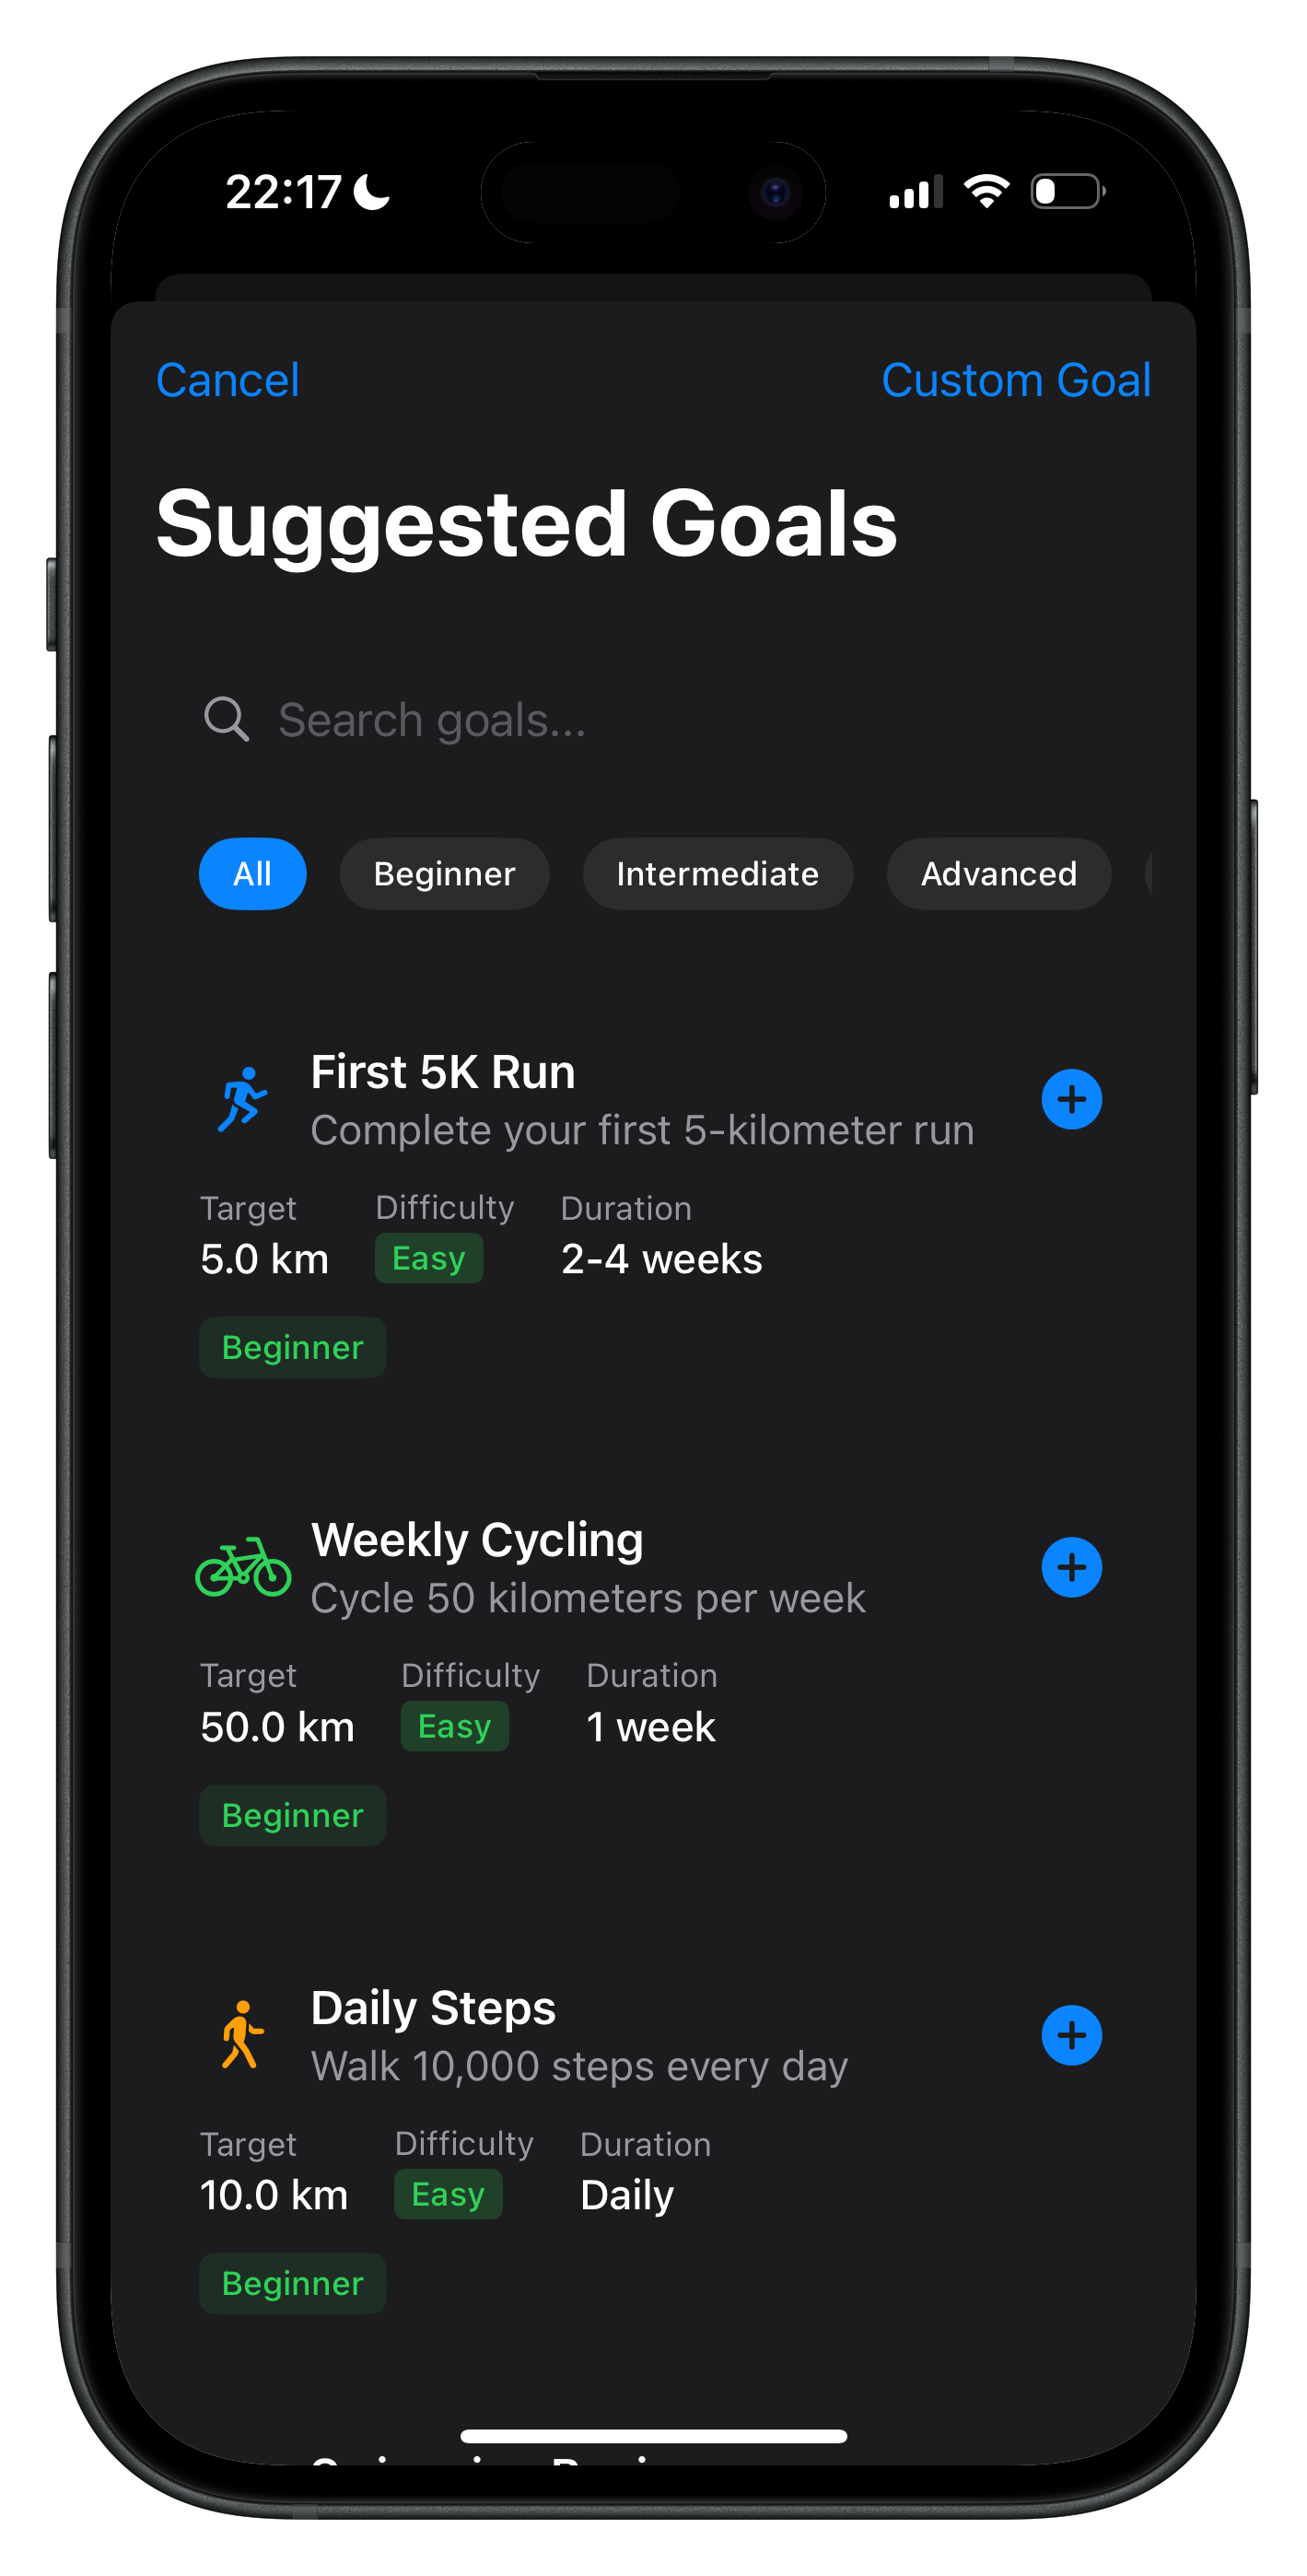 22:17
Cancel Custom Goal
Suggested Goals
Search goals...
All Beginner Intermediate Advanced
First 5K Run
Complete your first 5-kilometer run
Target Difficulty Duration
5.0 km Easy 2-4 weeks
Beginner
Weekly Cycling
Cycle 50 kilometers per week
Target Difficulty Duration
50.0 km Easy 1 week
Beginner
Daily Steps
Walk 10,000 steps every day
Target Difficulty Duration
10.0 km Easy Daily
Beginner